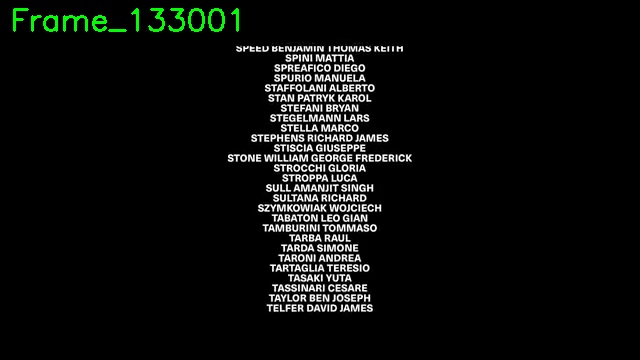 Frame_133001
SPEED BENJAMIN THOMAS KEITH
SPINI MATTIA
SPREAFICO DIEGO
SPURIO MANUELA
STAFFOLANI ALBERTO
STAN PATRYK KAROL
STEFANI BRYAN
STEGELMANN LARS
STELLA MARCO
STEPHENS RICHARD JAMES
STISCIA GIUSEPPE
STONE WILLIAM GEORGE FREDERICK
STROCCHI GLORIA
STROPPA LUCA
SULL AMANJIT SINGH
SULTANA RICHARD
SZYMKOWIAK WOJCIECH
TABATON LEO GIAN
TAMBURINI TOMMASO
TARBA RAUL
TARDA SIMONE
TARONI ANDREA
TARTAGLIA TERESIO
TASAKI YUTA
TASSINARI CESARE
TAYLOR BEN JOSEPH
TELFER DAVID JAMES